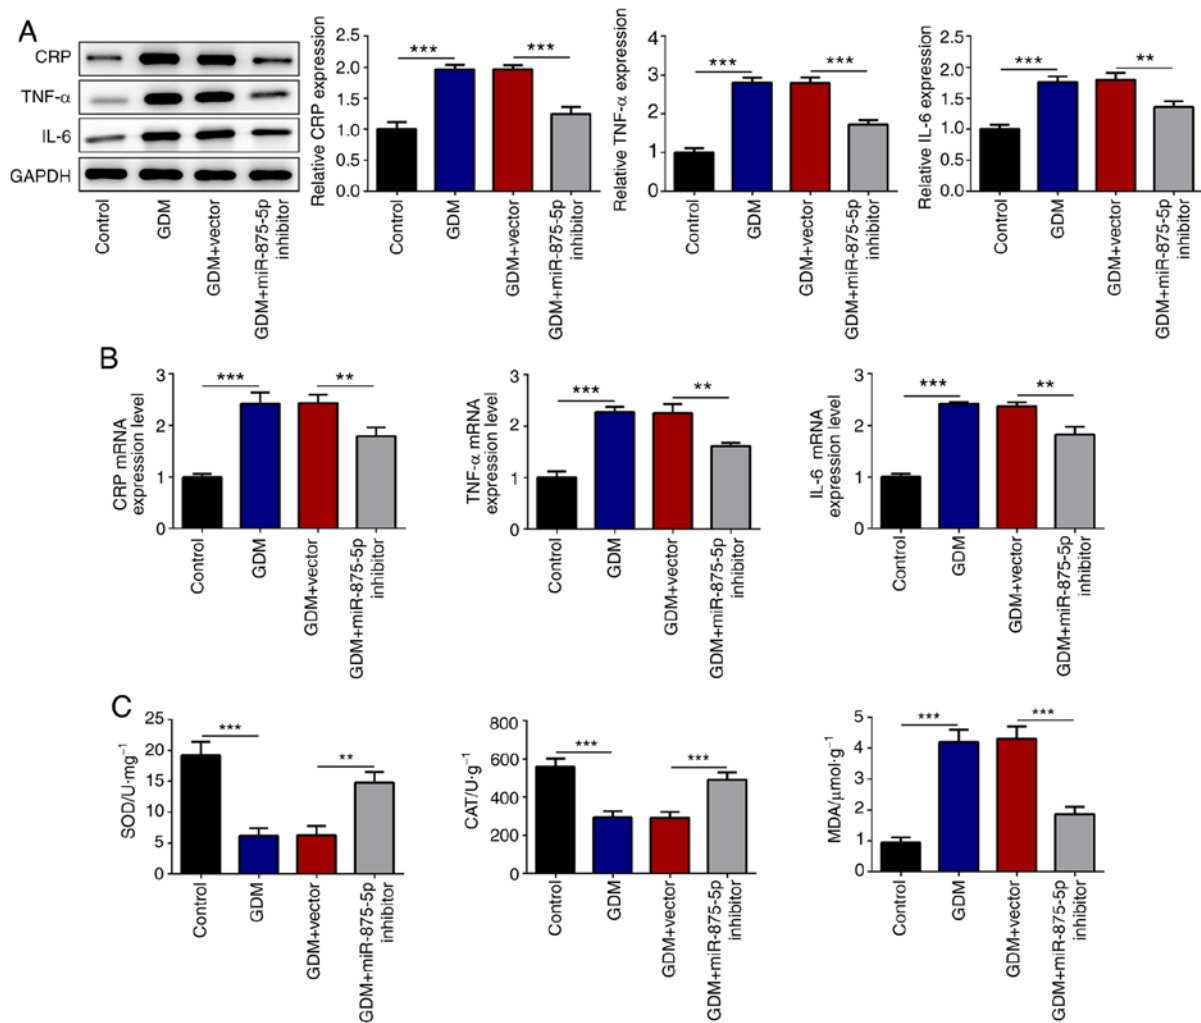 A
CRP
TNF-α
IL-6
GAPDH
Control
GDM
GDM+vector
GDM+miR-875-5p
inhibitor
Relative CRP expression
2.5
2.0
1.5
1.0
0.5
0.0
***
***
Control
GDM
GDM+vector
GDM+miR-875-5p
inhibitor
Relative TNF-α expression
4
3
2
1
0
***
***
Control
GDM
GDM+vector
GDM+miR-875-5p
inhibitor
Relative IL-6 expression
2.5
2.0
1.5
1.0
0.5
0.0
***
**
Control
GDM
GDM+vector
GDM+miR-875-5p
inhibitor
B
CRP mRNA
expression level
3
2
1
0
***
**
Control
GDM
GDM+vector
GDM+miR-875-5p
inhibitor
TNF-α mRNA
expression level
3
2
1
0
***
**
Control
GDM
GDM+vector
GDM+miR-875-5p
inhibitor
IL-6 mRNA
expression level
3
2
1
0
***
**
Control
GDM
GDM+vector
GDM+miR-875-5p
inhibitor
C
SOD/U·mg⁻¹
25
20
15
10
5
0
***
**
Control
GDM
GDM+vector
GDM+miR-875-5p
inhibitor
CAT/U·g⁻¹
800
600
400
200
0
***
***
Control
GDM
GDM+vector
GDM+miR-875-5p
inhibitor
MDA/μmol·g⁻¹
5
4
3
2
1
0
***
***
Control
GDM
GDM+vector
GDM+miR-875-5p
inhibitor